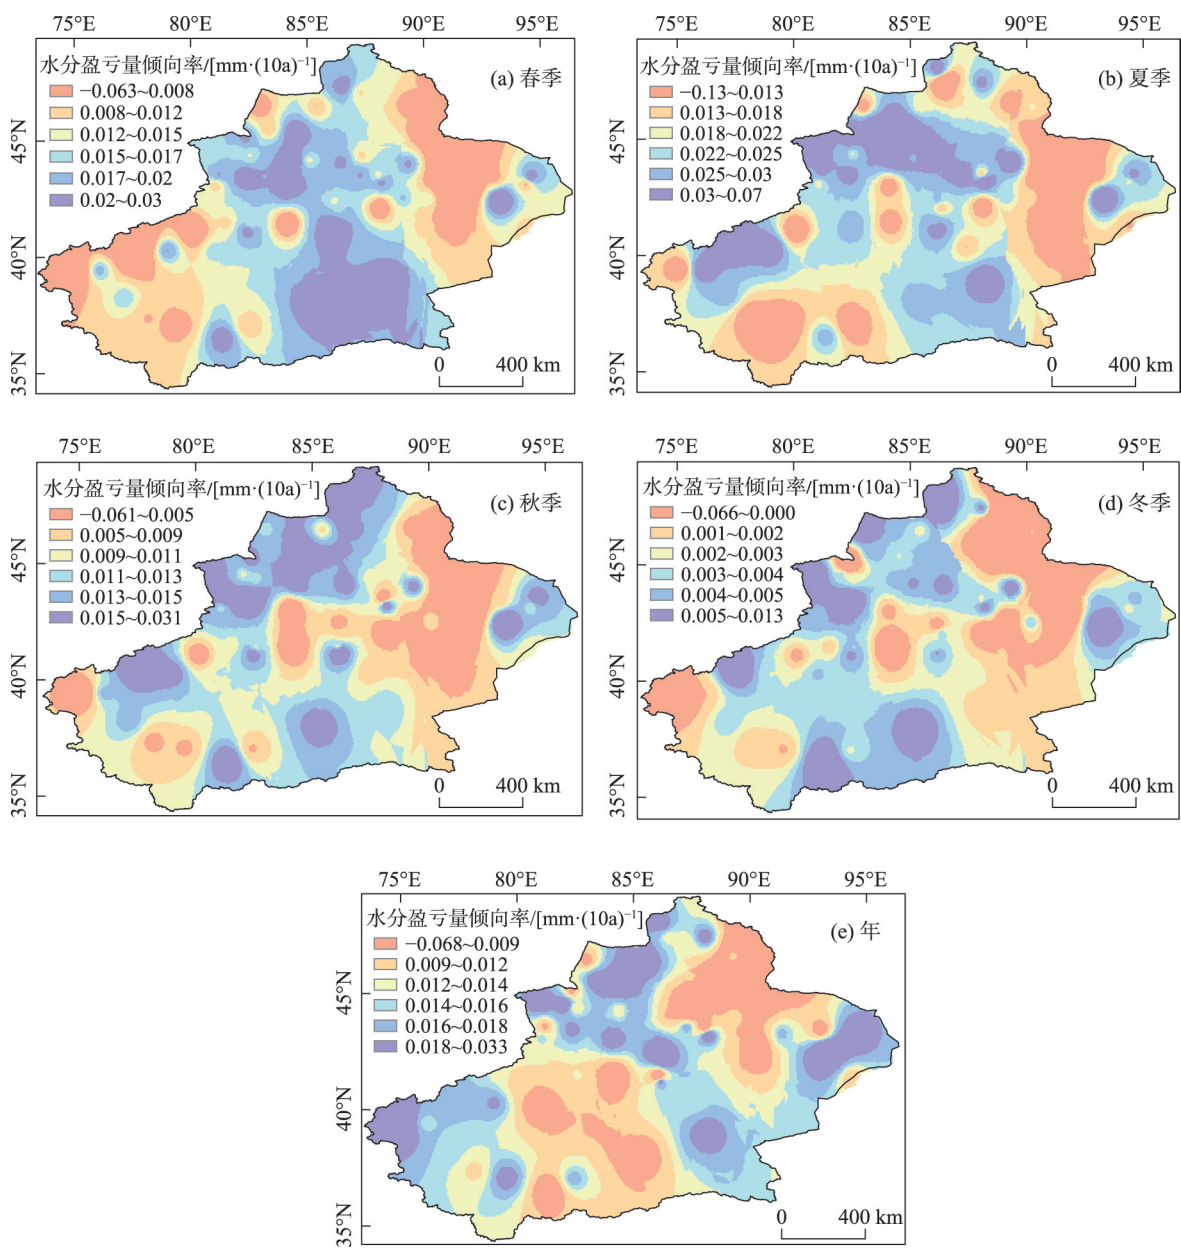 75°E 80°E 85°E 90°E 95°E
水分盈亏量倾向率/[mm·(10a)⁻¹]
(a) 春季
−0.063~0.008
0.008~0.012
0.012~0.015
0.015~0.017
0.017~0.02
0.02~0.03
45°N
40°N
35°N
0 400 km
75°E 80°E 85°E 90°E 95°E
水分盈亏量倾向率/[mm·(10a)⁻¹]
(b) 夏季
−0.13~0.013
0.013~0.018
0.018~0.022
0.022~0.025
0.025~0.03
0.03~0.07
45°N
40°N
35°N
0 400 km
75°E 80°E 85°E 90°E 95°E
水分盈亏量倾向率/[mm·(10a)⁻¹]
(c) 秋季
−0.061~0.005
0.005~0.009
0.009~0.011
0.011~0.013
0.013~0.015
0.015~0.031
45°N
40°N
35°N
0 400 km
75°E 80°E 85°E 90°E 95°E
水分盈亏量倾向率/[mm·(10a)⁻¹]
(d) 冬季
−0.066~0.000
0.001~0.002
0.002~0.003
0.003~0.004
0.004~0.005
0.005~0.013
45°N
40°N
35°N
0 400 km
75°E 80°E 85°E 90°E 95°E
水分盈亏量倾向率/[mm·(10a)⁻¹]
(e) 年
−0.068~0.009
0.009~0.012
0.012~0.014
0.014~0.016
0.016~0.018
0.018~0.033
45°N
40°N
35°N
0 400 km